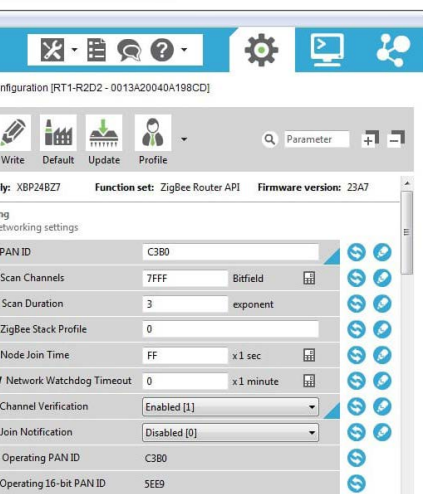 nfiguration [RT1-R2D2 - 0013A20040A198CD]
Write Default Update Profile
Parameter
ly: XBP24BZ7 Function set: ZigBee Router API Firmware version: 23A7
ng
etworking settings
PAN ID C3B0
Scan Channels 7FFF Bitfield
Scan Duration 3 exponent
ZigBee Stack Profile 0
Node Join Time FF x 1 sec
Network Watchdog Timeout 0 x 1 minute
Channel Verification Enabled [1]
Join Notification Disabled [0]
Operating PAN ID C3B0
Operating 16-bit PAN ID 5EE9